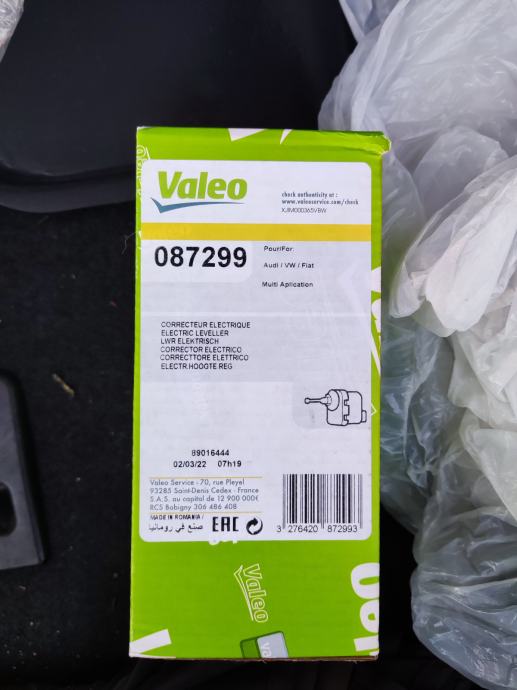 Valeo
check authenticity at :
www.valeoservice.com/check
XJIM000365VBW
087299
Pour/For:
Audi / VW / Fiat
Multi Aplication
CORRECTEUR ELECTRIQUE
ELECTRIC LEVELLER
LWR ELEKTRISCH
CORRECTOR ELECTRICO
CORRECTTORE ELETTRICO
ELECTR.HOOGTE REG
89016444
02/03/22 07h19
Valeo Service - 70, rue Pleyel
93285 Saint-Denis Cedex - France
S.A.S. au capital de 12 900 000€
RCS Bobigny 306 486 408
MADE IN ROMANIA /
صنع في رومانيا
EAC
3 276420 872993
Valeo